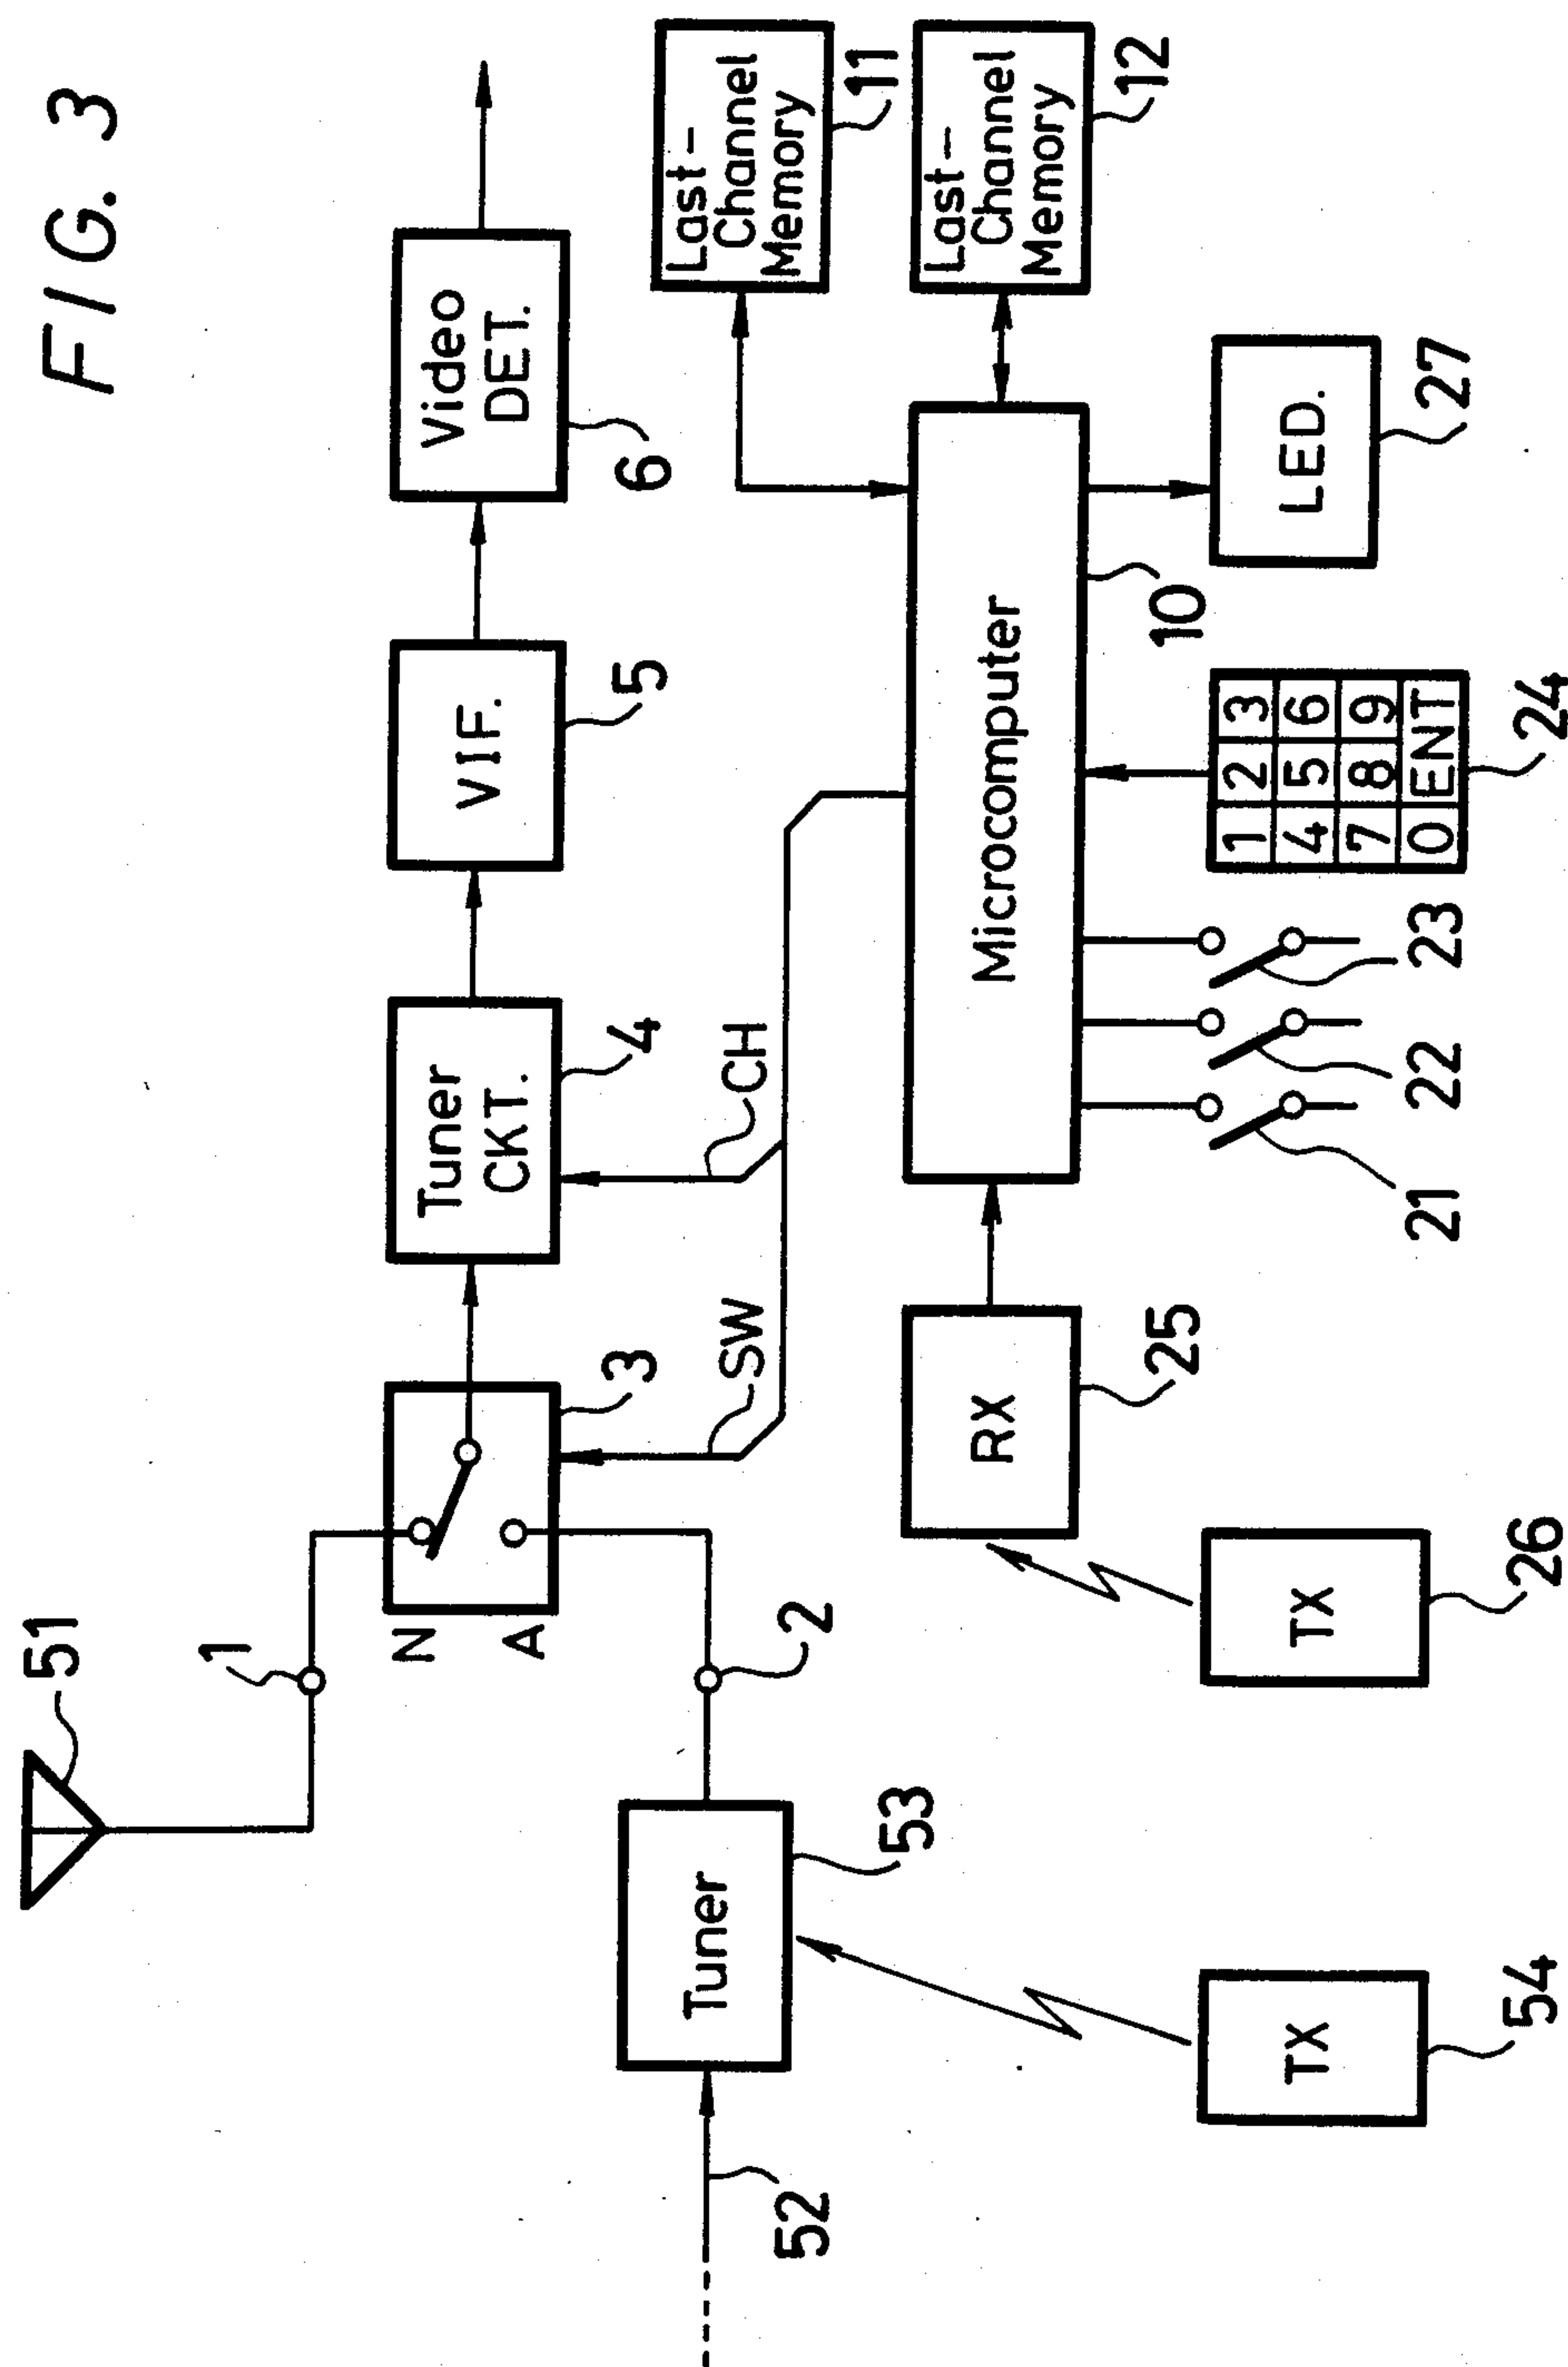 FIG. 3
51
1
N
A
3
Tuner
CKT.
4
VIF.
5
Video
DET.
6
SW
CH
Last-
Channel
Memory
11
Last-
Channel
Memory
12
52
Tuner
53
2
RX
25
Microcomputer
10
TX
54
TX
26
21
22
23
1 2 3
4 5 6
7 8 9
0 ENT
24
LED.
27